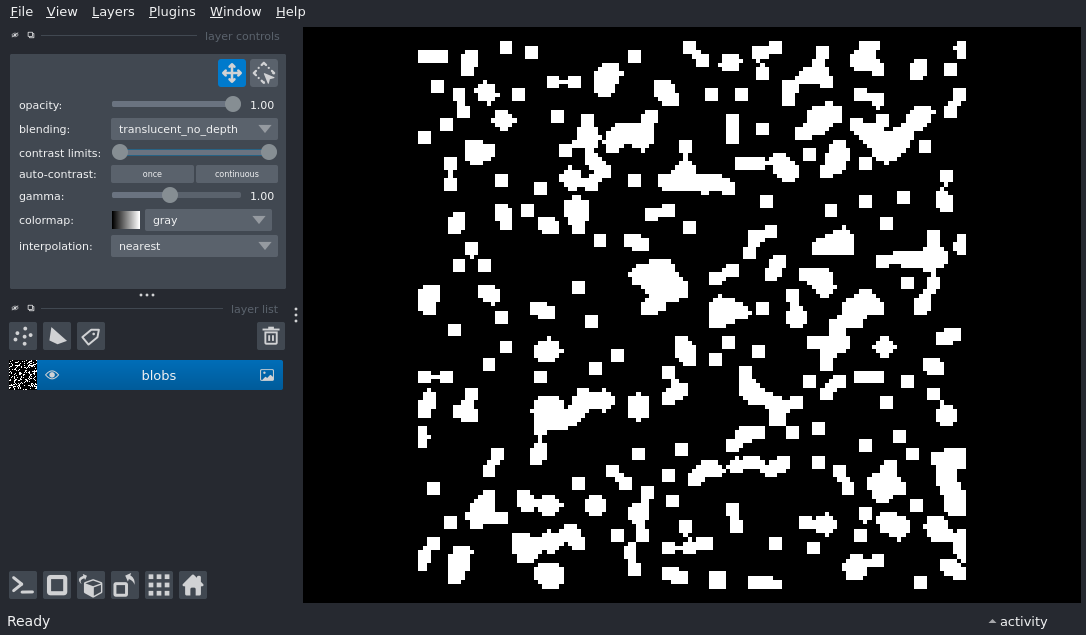 File View Layers Plugins Window Help
layer controls
opacity: 1.00
blending: translucent_no_depth
contrast limits:
auto-contrast: once continuous
gamma: 1.00
colormap: gray
interpolation: nearest
layer list
blobs
Ready
activity